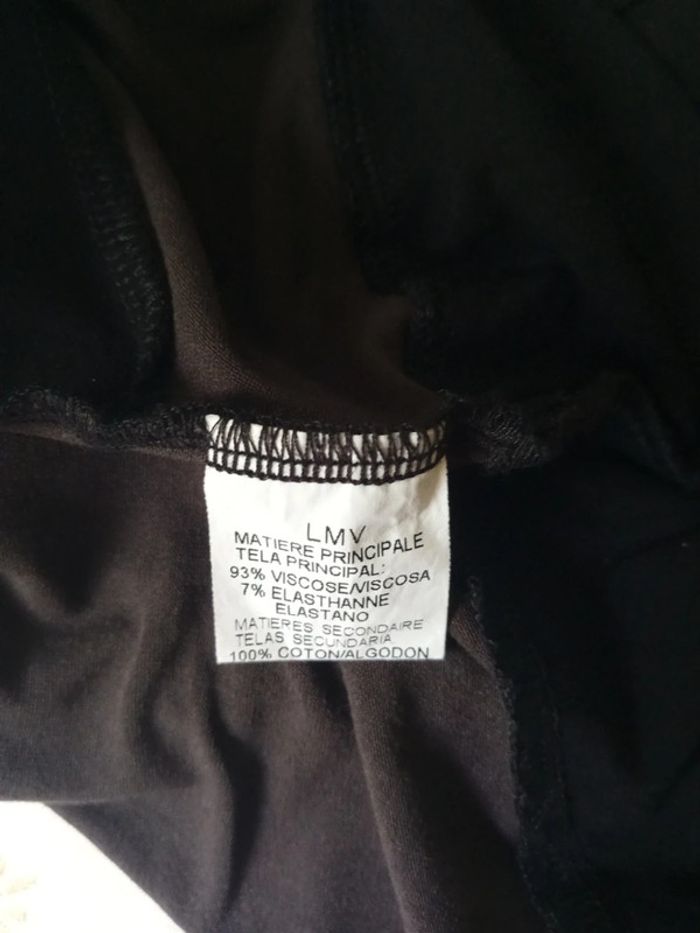 LMV
MATIERE PRINCIPALE
TELA PRINCIPAL:
93% VISCOSE/VISCOSA
7% ELASTHANNE
ELASTANO
MATIERES SECONDAIRE
TELAS SECUNDARIA
100% COTON/ALGODON